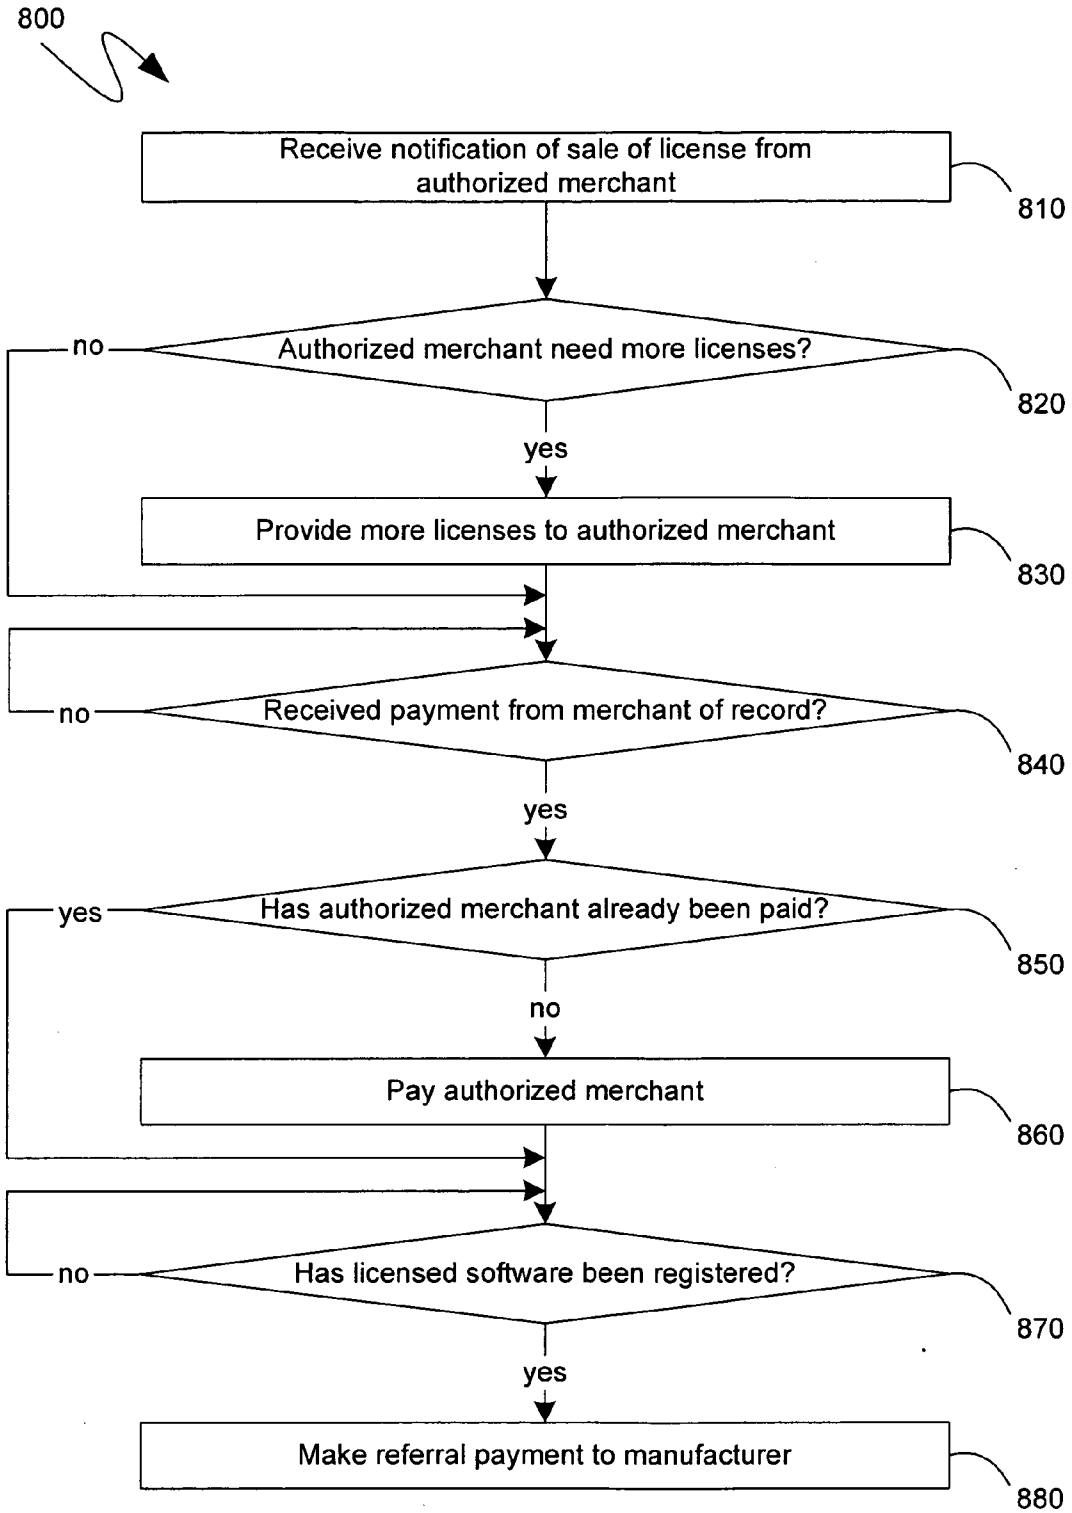 800
Receive notification of sale of license from
authorized merchant
810
no
Authorized merchant need more licenses?
820
yes
Provide more licenses to authorized merchant
830
no
Received payment from merchant of record?
840
yes
yes
Has authorized merchant already been paid?
850
no
Pay authorized merchant
860
no
Has licensed software been registered?
870
yes
Make referral payment to manufacturer
880